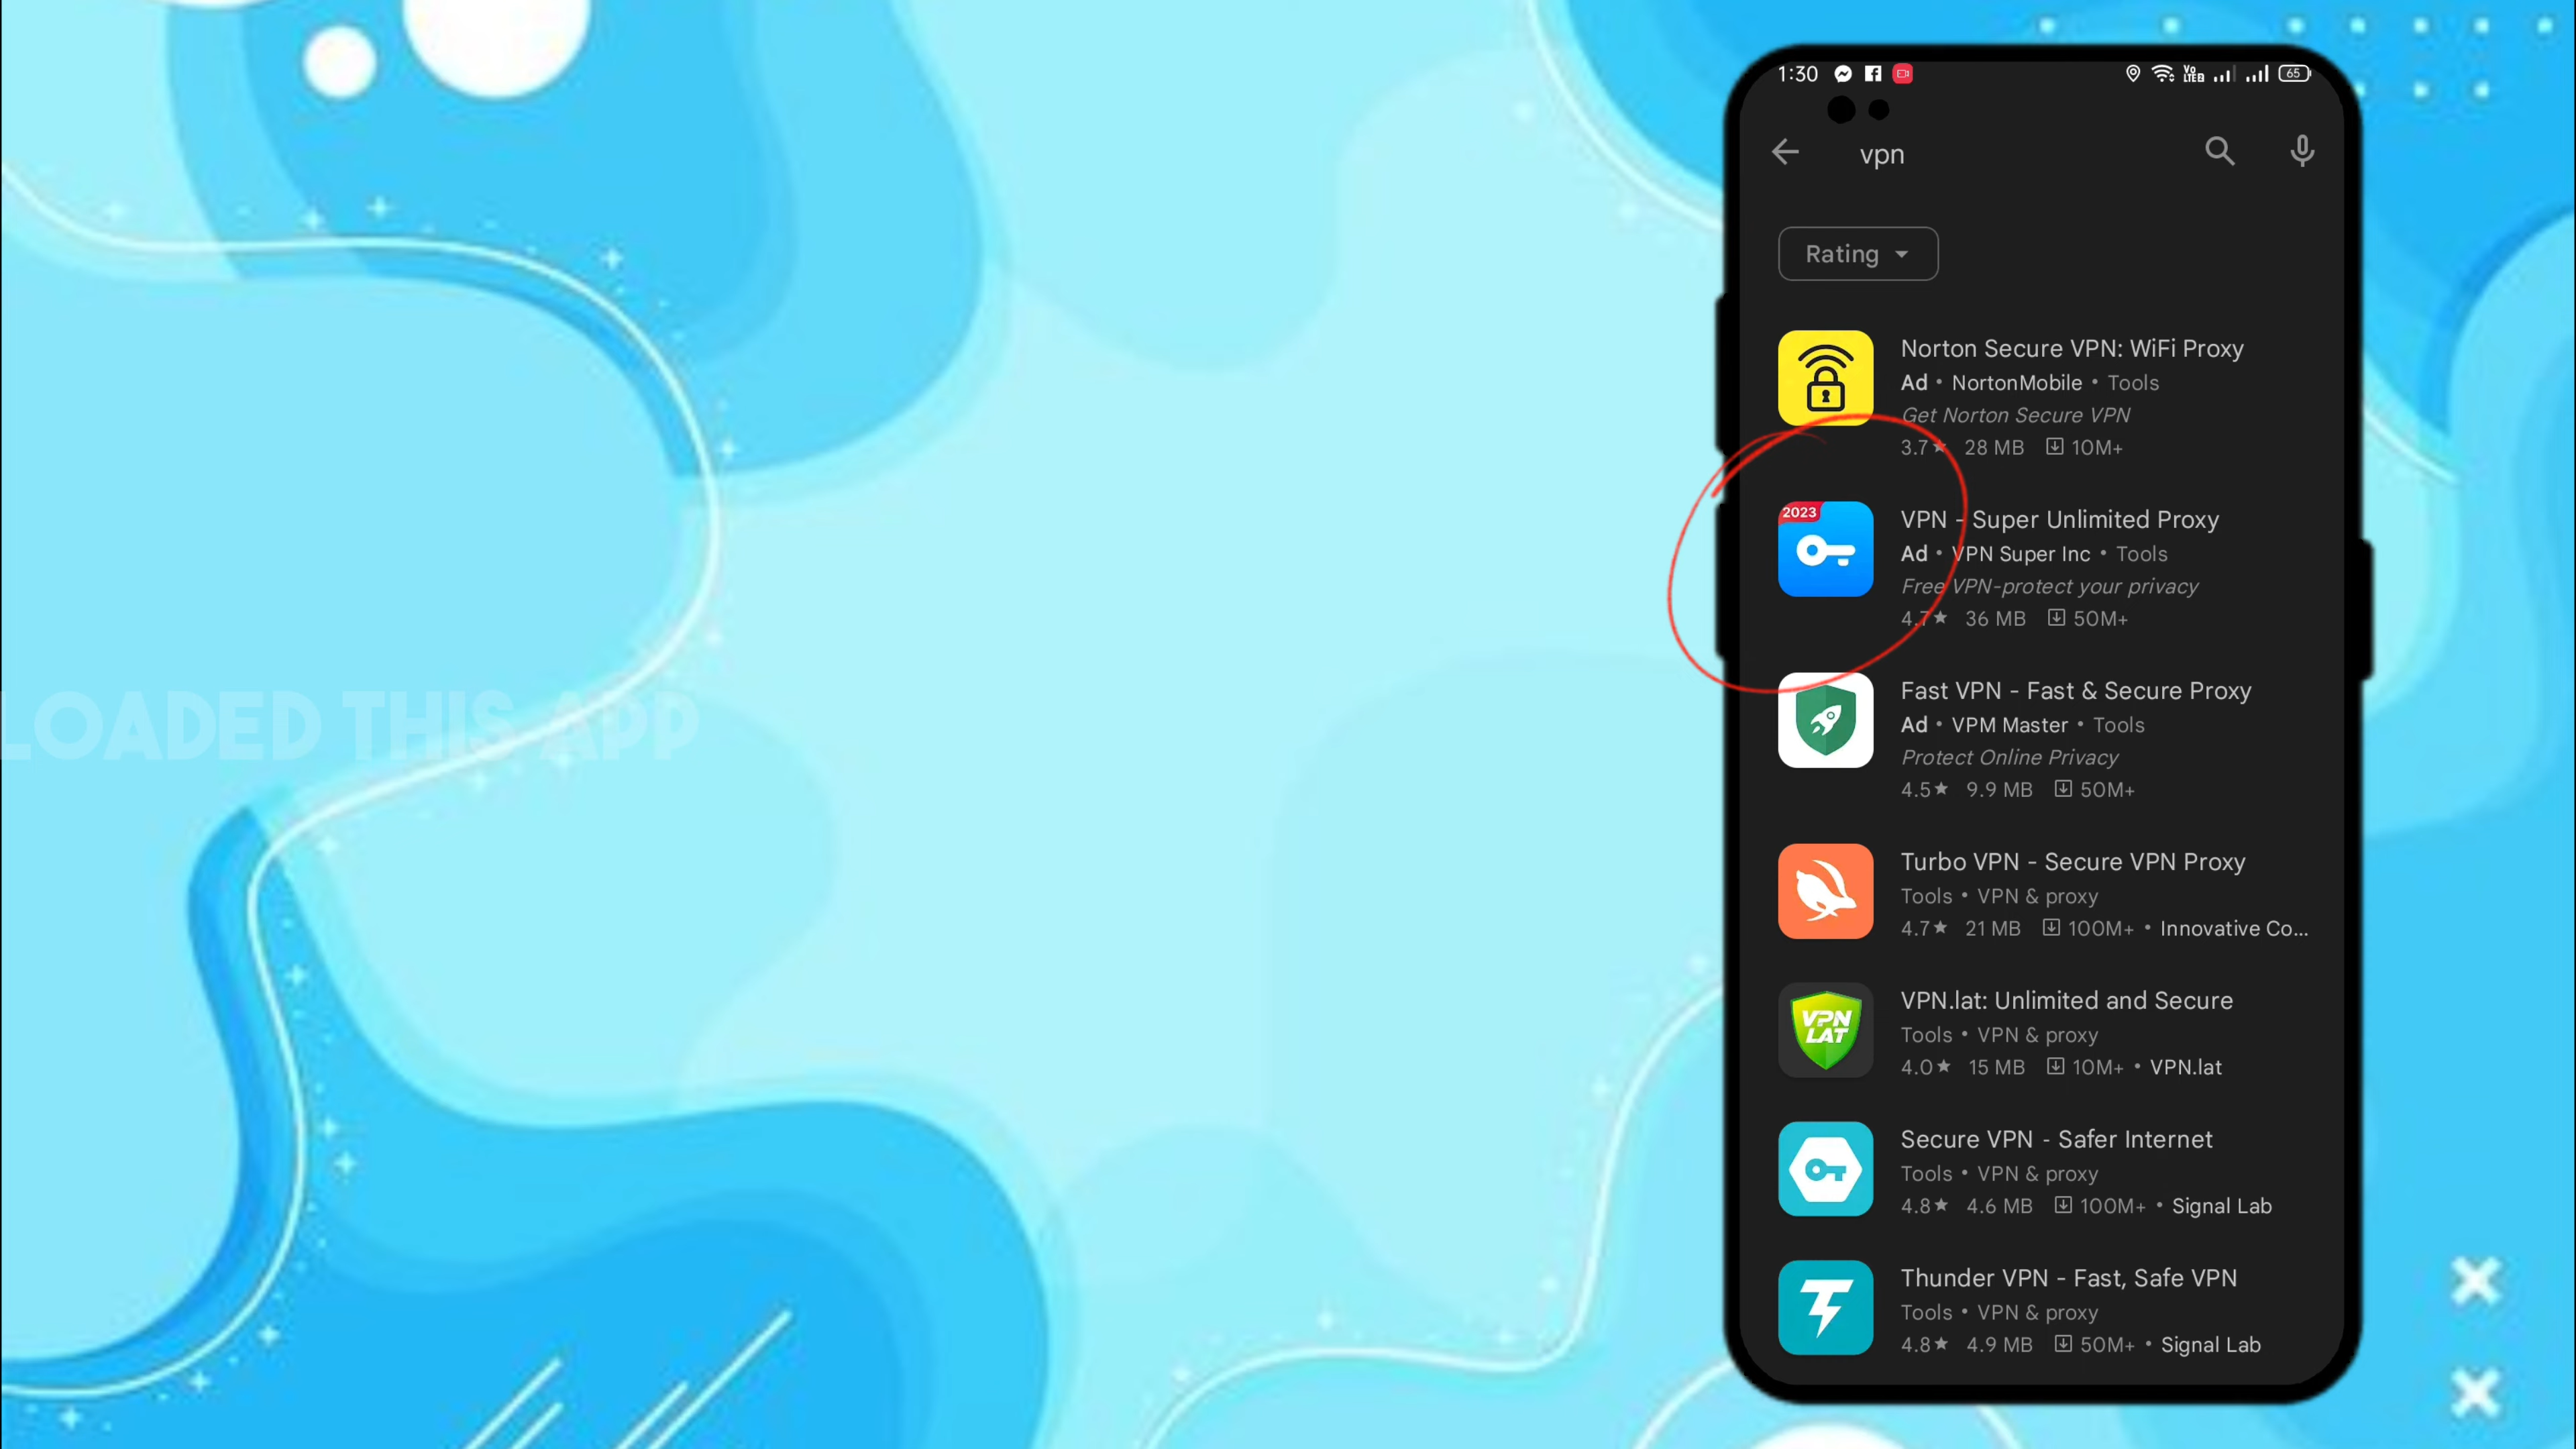 1:30
Vo
LTE2
65
vpn
Rating
Norton Secure VPN: WiFi Proxy
Ad • NortonMobile • Tools
Get Norton Secure VPN
3.7★ 28 MB 10M+
2023
VPN - Super Unlimited Proxy
Ad • VPN Super Inc • Tools
Free VPN-protect your privacy
4.7★ 36 MB 50M+
LOADED THIS APP
Fast VPN - Fast & Secure Proxy
Ad • VPM Master • Tools
Protect Online Privacy
4.5★ 9.9 MB 50M+
Turbo VPN - Secure VPN Proxy
Tools • VPN & proxy
4.7★ 21 MB 100M+ • Innovative Co...
VPN
LAT
VPN.lat: Unlimited and Secure
Tools • VPN & proxy
4.0★ 15 MB 10M+ • VPN.lat
Secure VPN - Safer Internet
Tools • VPN & proxy
4.8★ 4.6 MB 100M+ • Signal Lab
Thunder VPN - Fast, Safe VPN
Tools • VPN & proxy
4.8★ 4.9 MB 50M+ • Signal Lab